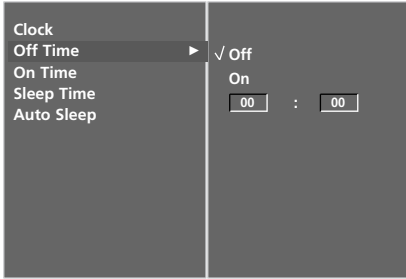 Clock
Off Time ►
On Time
Sleep Time
Auto Sleep
√ Off
On
00 : 00